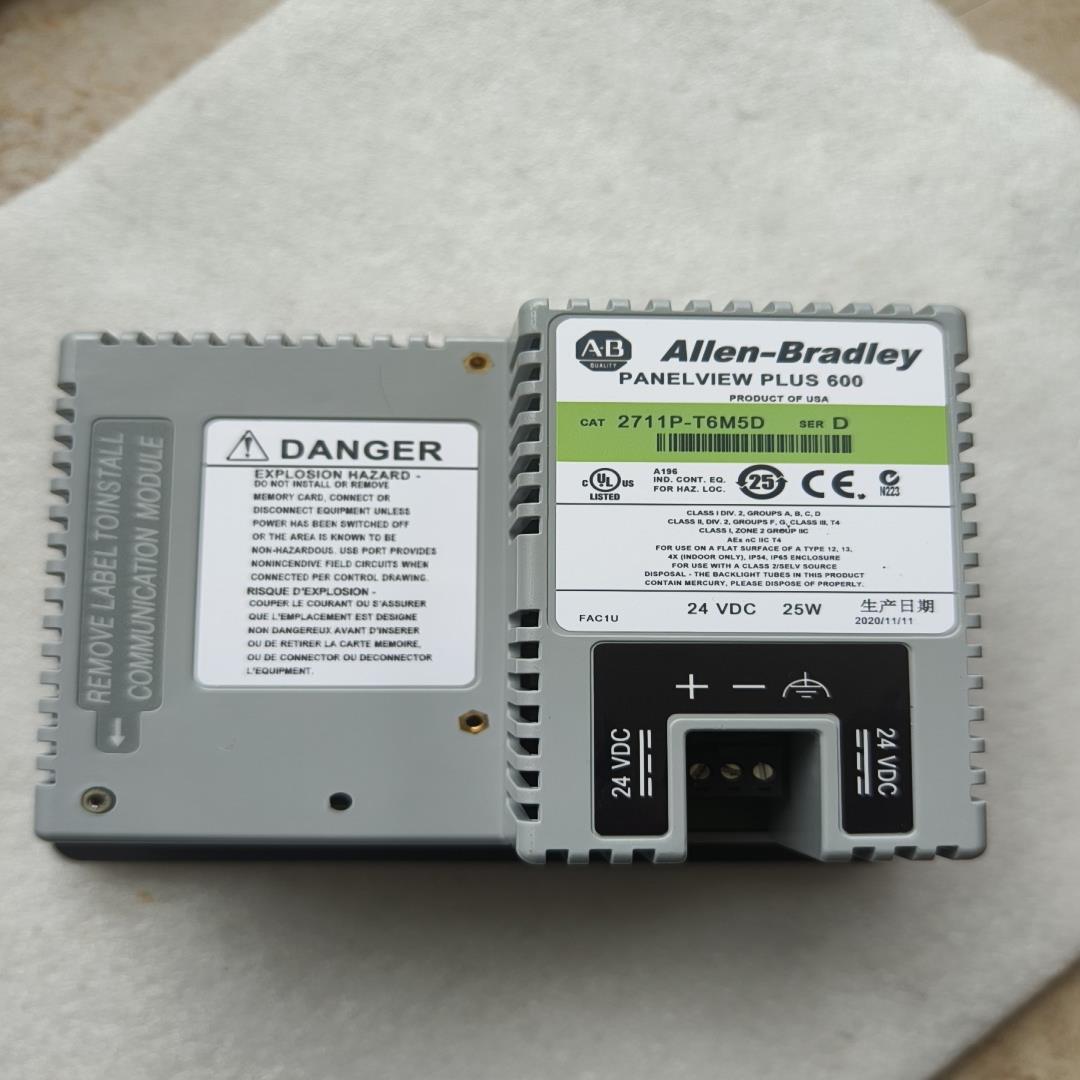 REMOVE LABEL TO INSTALL
COMMUNICATION MODULE
DANGER
EXPLOSION HAZARD -
DO NOT INSTALL OR REMOVE
MEMORY CARD, CONNECT OR
DISCONNECT EQUIPMENT UNLESS
POWER HAS BEEN SWITCHED OFF
OR THE AREA IS KNOWN TO BE
NON-HAZARDOUS. USB PORT PROVIDES
NONINCENDIVE FIELD CIRCUITS WHEN
CONNECTED PER CONTROL DRAWING.
RISQUE D'EXPLOSION -
COUPER LE COURANT OU S'ASSURER
QUE L'EMPLACEMENT EST DESIGNE
NON DANGEREUX AVANT D'INSERER
OU DE RETIRER LA CARTE MEMOIRE,
OU DE CONNECTOR OU DECONNECTOR
L'EQUIPMENT.
A·B
QUALITY
Allen-Bradley
PANELVIEW PLUS 600
PRODUCT OF USA
CAT 2711P-T6M5D SER D
C UL US
LISTED
A196
IND. CONT. EQ.
FOR HAZ. LOC.
25
CE.
N223
CLASS I DIV. 2, GROUPS A, B, C, D
CLASS II, DIV. 2, GROUPS F, G, CLASS III, T4
CLASS I, ZONE 2 GROUP IIC
AEx nC IIC T4
FOR USE ON A FLAT SURFACE OF A TYPE 12, 13,
4X (INDOOR ONLY), IP54, IP65 ENCLOSURE
FOR USE WITH A CLASS 2/SELV SOURCE
DISPOSAL - THE BACKLIGHT TUBES IN THIS PRODUCT
CONTAIN MERCURY, PLEASE DISPOSE OF PROPERLY.
FAC1U 24 VDC 25W 生产日期
2020/11/11
+ −
24 VDC
24 VDC